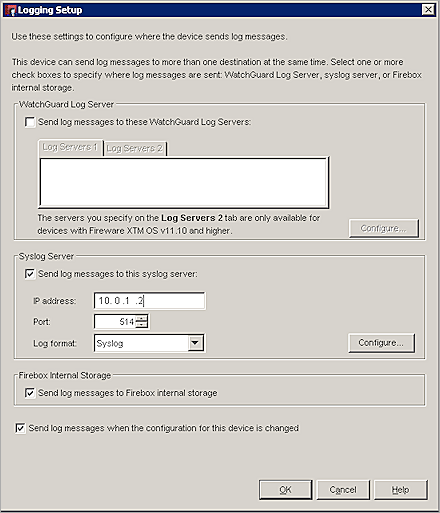 Logging Setup
Use these settings to configure where the device sends log messages.
This device can send log messages to more than one destination at the same time. Select one or more
check boxes to specify where log messages are sent: WatchGuard Log Server, syslog server, or Firebox
internal storage.
WatchGuard Log Server
Send log messages to these WatchGuard Log Servers:
Log Servers 1 Log Servers 2
The servers you specify on the Log Servers 2 tab are only available for
devices with Fireware XTM OS v11.10 and higher.
Configure...
Syslog Server
Send log messages to this syslog server:
IP address: 10. 0 .1 .2
Port: 514
Log format: Syslog
Configure...
Firebox Internal Storage
Send log messages to Firebox internal storage
Send log messages when the configuration for this device is changed
OK Cancel Help